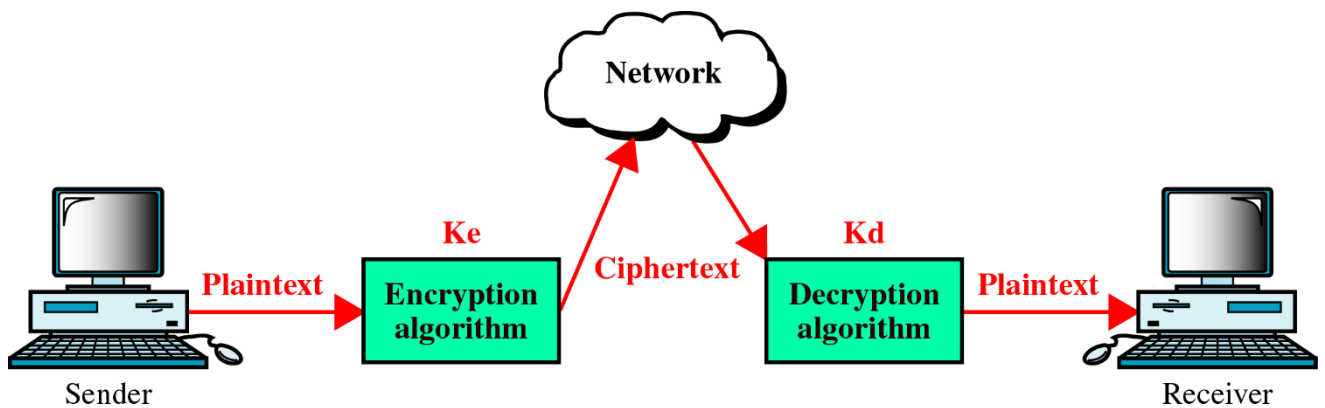 Network
Ke
Kd
Plaintext
Encryption
algorithm
Ciphertext
Decryption
algorithm
Plaintext
Sender
Receiver